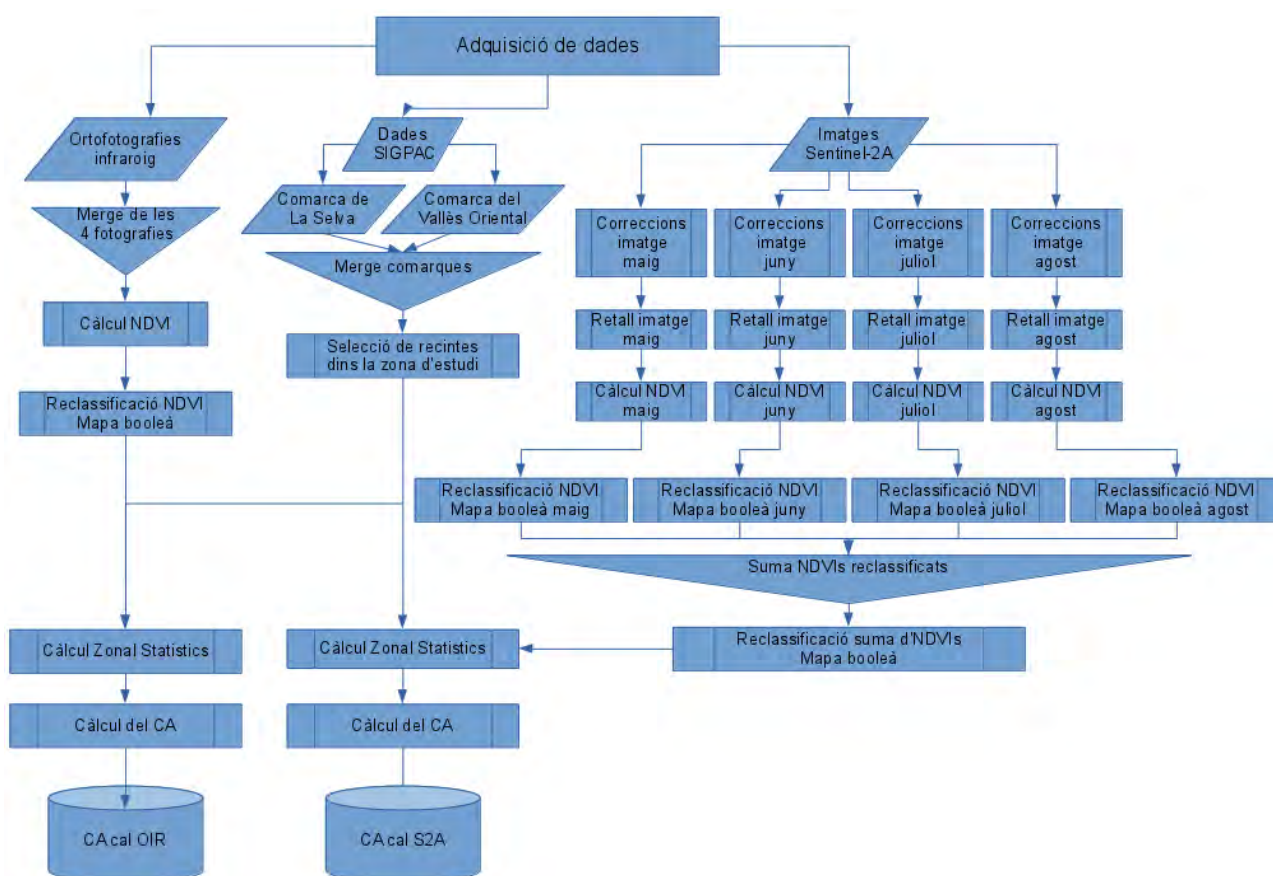 Adquisició de dades
Ortofotografies
infraroig
Dades
SIGPAC
Imatges
Sentinel-2A
Merge de les
4 fotografies
Comarca de
La Selva
Comarca del
Vallès Oriental
Merge comarques
Correccions
imatge
maig
Correccions
imatge
juny
Correccions
imatge
juliol
Correccions
imatge
agost
Càlcul NDVI
Selecció de recintes
dins la zona d'estudi
Retall imatge
maig
Retall imatge
juny
Retall imatge
juliol
Retall imatge
agost
Reclassificació NDVI
Mapa booleà
Càlcul NDVI
maig
Càlcul NDVI
juny
Càlcul NDVI
juliol
Càlcul NDVI
agost
Reclassificació NDVI
Mapa booleà maig
Reclassificació NDVI
Mapa booleà juny
Reclassificació NDVI
Mapa booleà juliol
Reclassificació NDVI
Mapa booleà agost
Suma NDVIs reclassificats
Càlcul Zonal Statistics
Càlcul Zonal Statistics
Reclassificació suma d'NDVIs
Mapa booleà
Càlcul del CA
Càlcul del CA
CA cal OIR
CA cal S2A